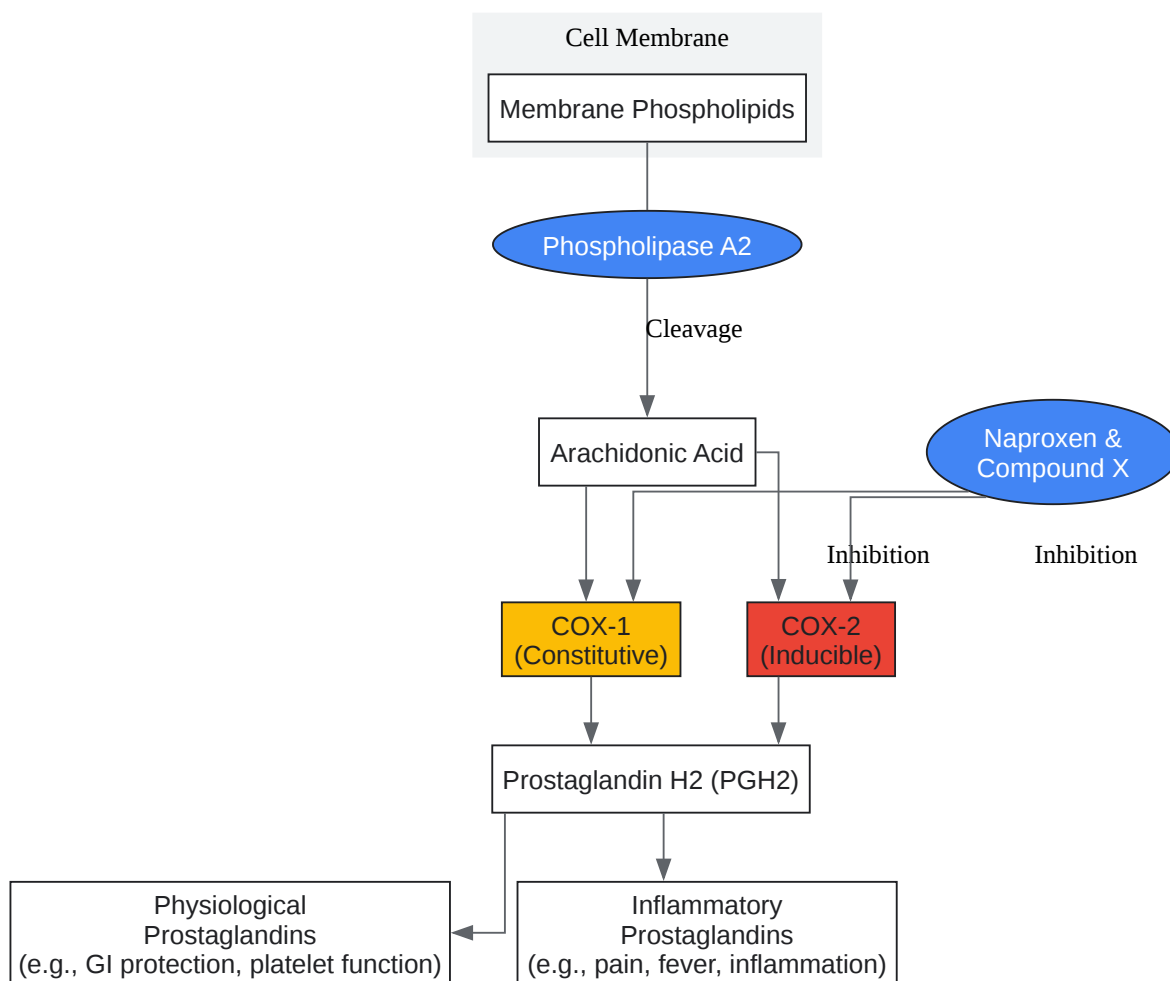 Cell Membrane
Membrane Phospholipids
Phospholipase A2
Cleavage
Arachidonic Acid
Naproxen &
Compound X
Inhibition
Inhibition
COX-1
(Constitutive)
COX-2
(Inducible)
Prostaglandin H2 (PGH2)
Physiological
Prostaglandins
(e.g., GI protection, platelet function)
Inflammatory
Prostaglandins
(e.g., pain, fever, inflammation)